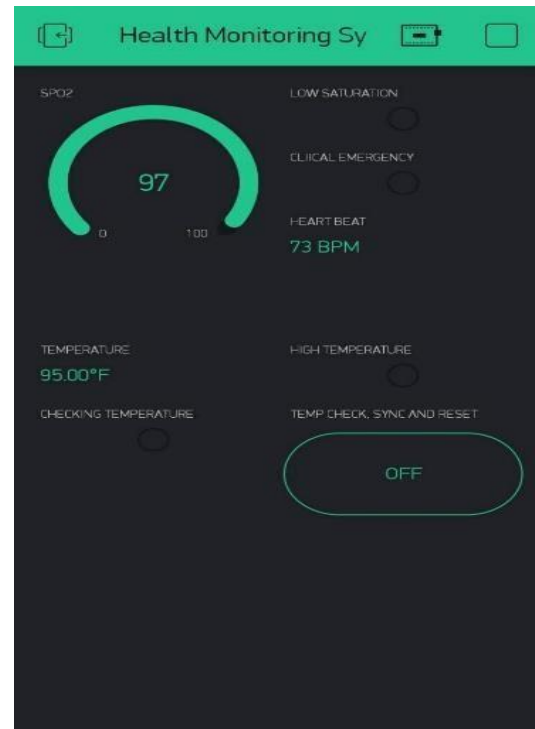 Health Monitoring Sy
SPO2
97
0 100
LOW SATURATION
CLIICAL EMERGENCY
HEART BEAT
73 BPM
TEMPERATURE
95.00°F
HIGH TEMPERATURE
CHECKING TEMPERATURE
TEMP CHECK, SYNC AND RESET
OFF